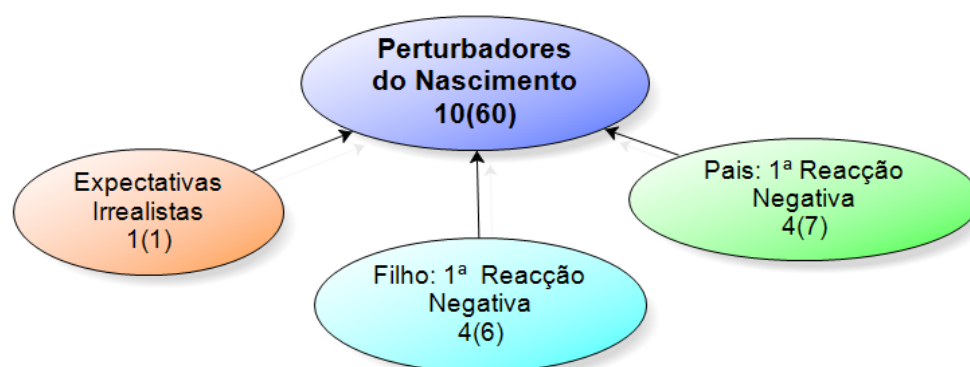 Perturbadores
do Nascimento
10(60)
Expectativas
Irrealistas
1(1)
Filho: 1ª Reacção
Negativa
4(6)
Pais: 1ª Reacção
Negativa
4(7)